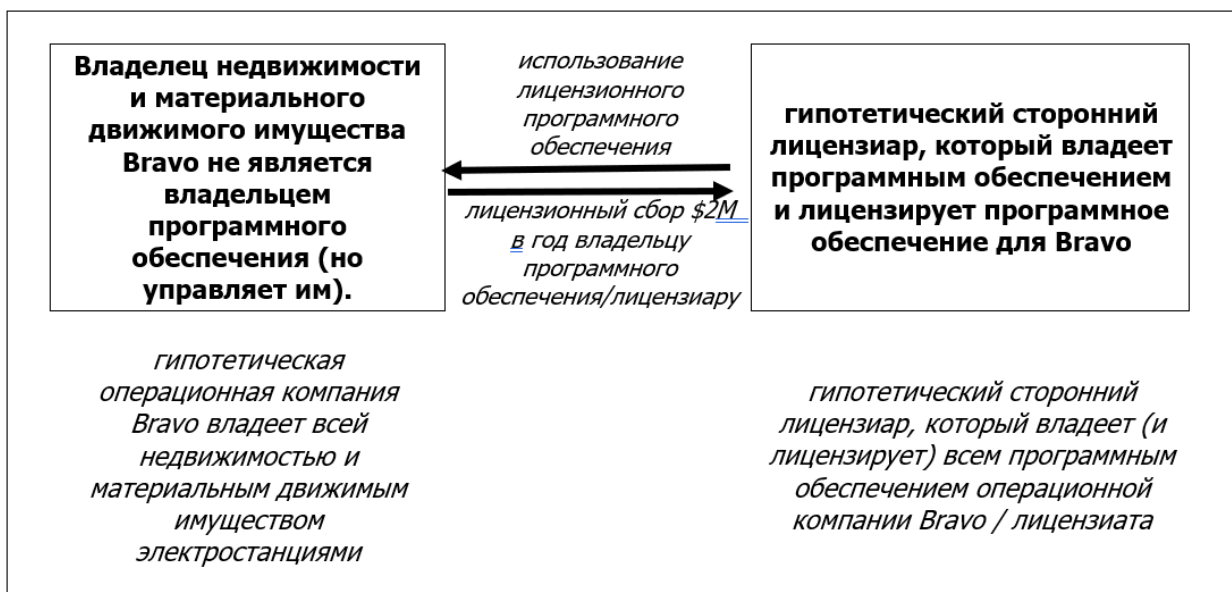 Владелец недвижимости
и материального
движимого имущества
Bravo не является
владельцем
программного
обеспечения (но
управляет им).
использование
лицензионного
программного
обеспечения
лицензионный сбор $2M
в год владельцу
программного
обеспечения/лицензиару
гипотетический сторонний
лицензиар, который владеет
программным обеспечением
и лицензирует программное
обеспечение для Bravo
гипотетическая
операционная компания
Bravo владеет всей
недвижимостью и
материальным движимым
имуществом
электростанциями
гипотетический сторонний
лицензиар, который владеет (и
лицензирует) всем программным
обеспечением операционной
компании Bravo / лицензиата